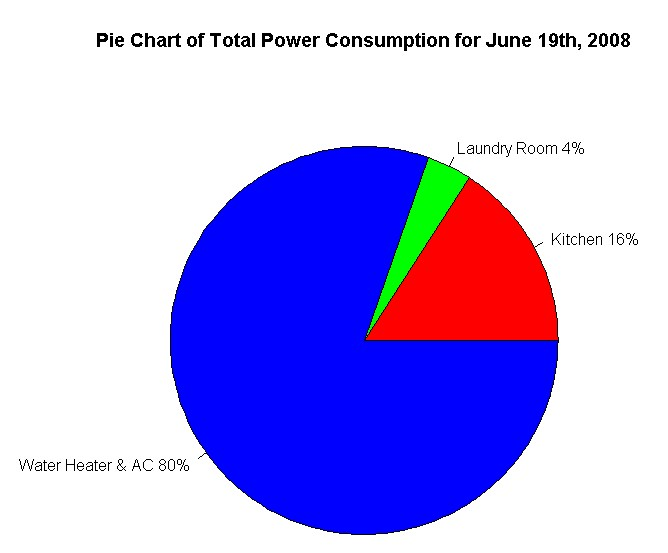 Pie Chart of Total Power Consumption for June 19th, 2008
Laundry Room 4%
Kitchen 16%
Water Heater & AC 80%